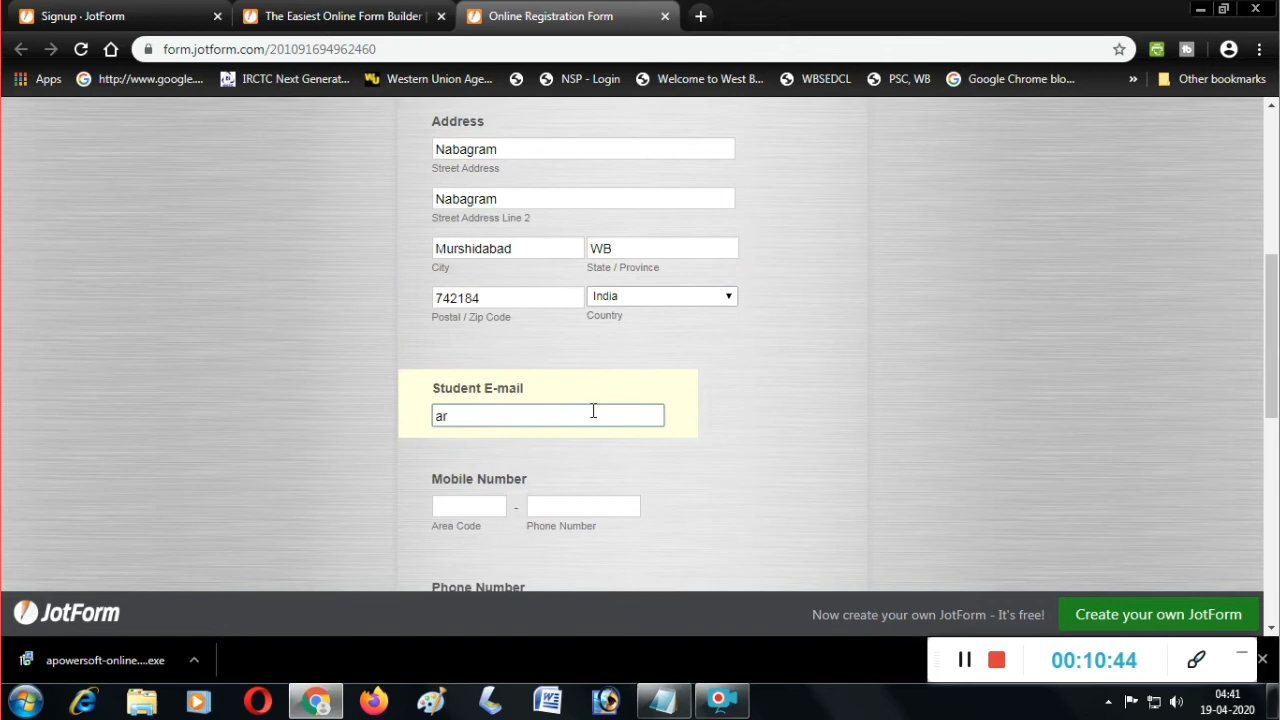 Signup · JotForm
The Easiest Online Form Builder
Online Registration Form
form.jotform.com/201091694962460
Apps
http://www.google....
IRCTC Next Generat...
Western Union Age...
NSP - Login
Welcome to West B...
WBSEDCL
PSC, WB
Google Chrome blo...
»
Other bookmarks
Address
Nabagram
Street Address
Nabagram
Street Address Line 2
Murshidabad WB
City State / Province
742184 India
Postal / Zip Code Country
Student E-mail
ar
Mobile Number
-
Area Code Phone Number
Phone Number
JotForm
Now create your own JotForm - It's free!
Create your own JotForm
apowersoft-online....exe
00:10:44
04:41
19-04-2020